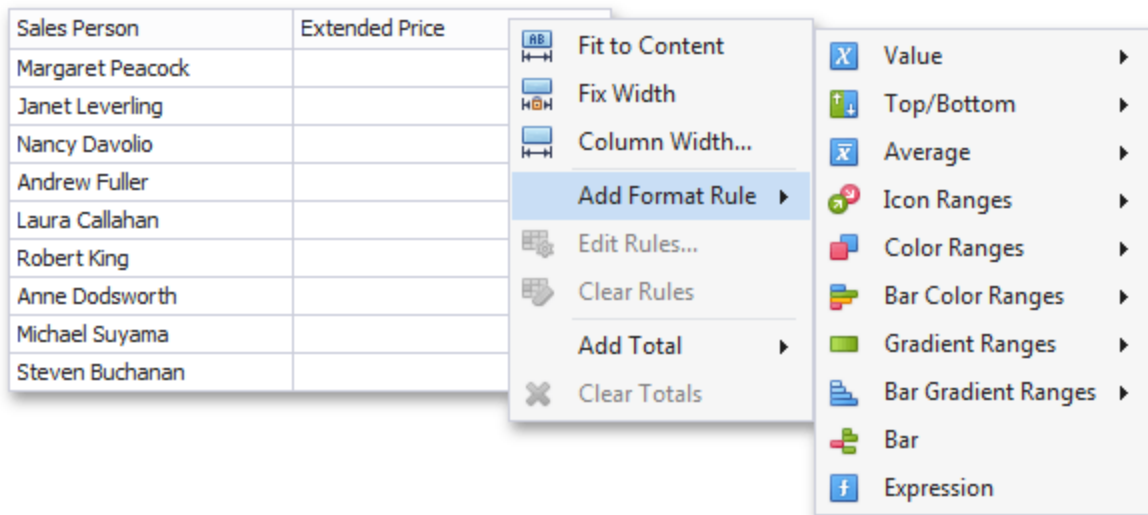 Sales Person Extended Price
Margaret Peacock
Janet Leverling
Nancy Davolio
Andrew Fuller
Laura Callahan
Robert King
Anne Dodsworth
Michael Suyama
Steven Buchanan
AB
Fit to Content
Fix Width
Column Width...
Add Format Rule
Edit Rules...
Clear Rules
Add Total
Clear Totals
X Value
Top/Bottom
x Average
Icon Ranges
Color Ranges
Bar Color Ranges
Gradient Ranges
Bar Gradient Ranges
Bar
f Expression